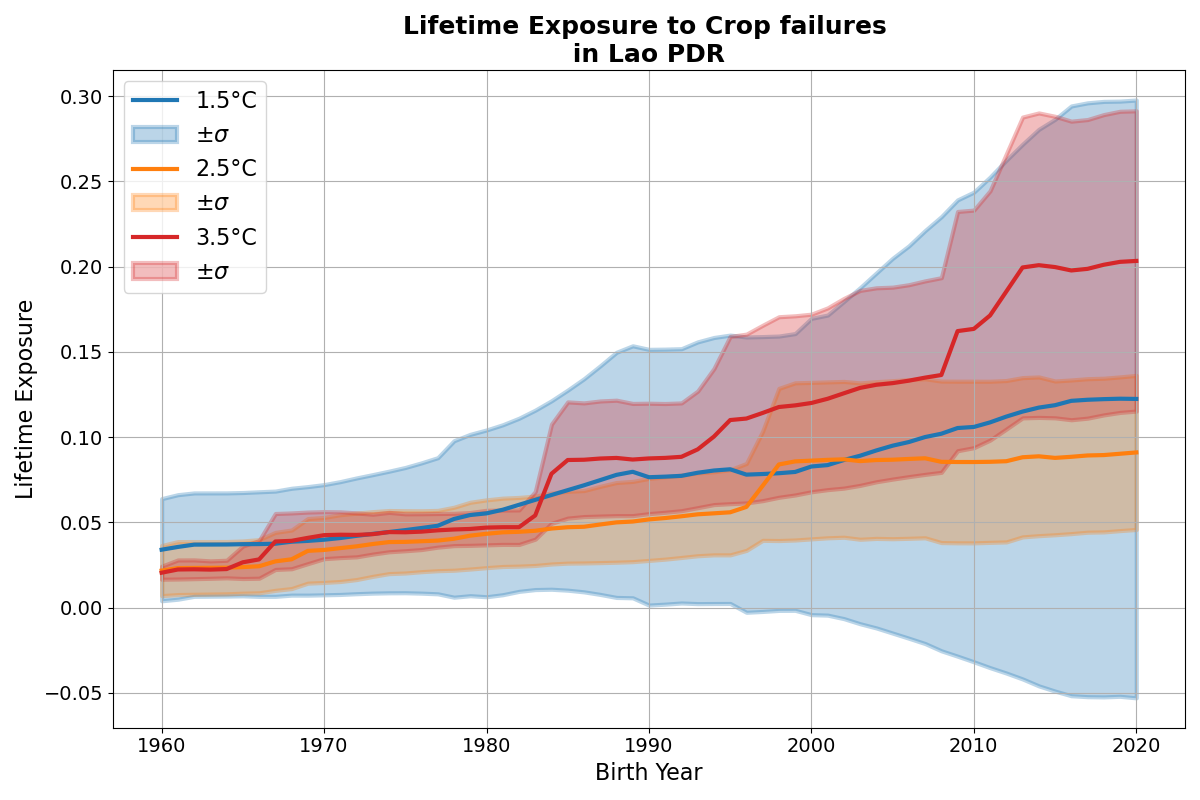 Lifetime Exposure to Crop failures
in Lao PDR
1.5°C
±σ
2.5°C
±σ
3.5°C
±σ
0.30
0.25
0.20
0.15
0.10
0.05
0.00
−0.05
Lifetime Exposure
1960 1970 1980 1990 2000 2010 2020
Birth Year